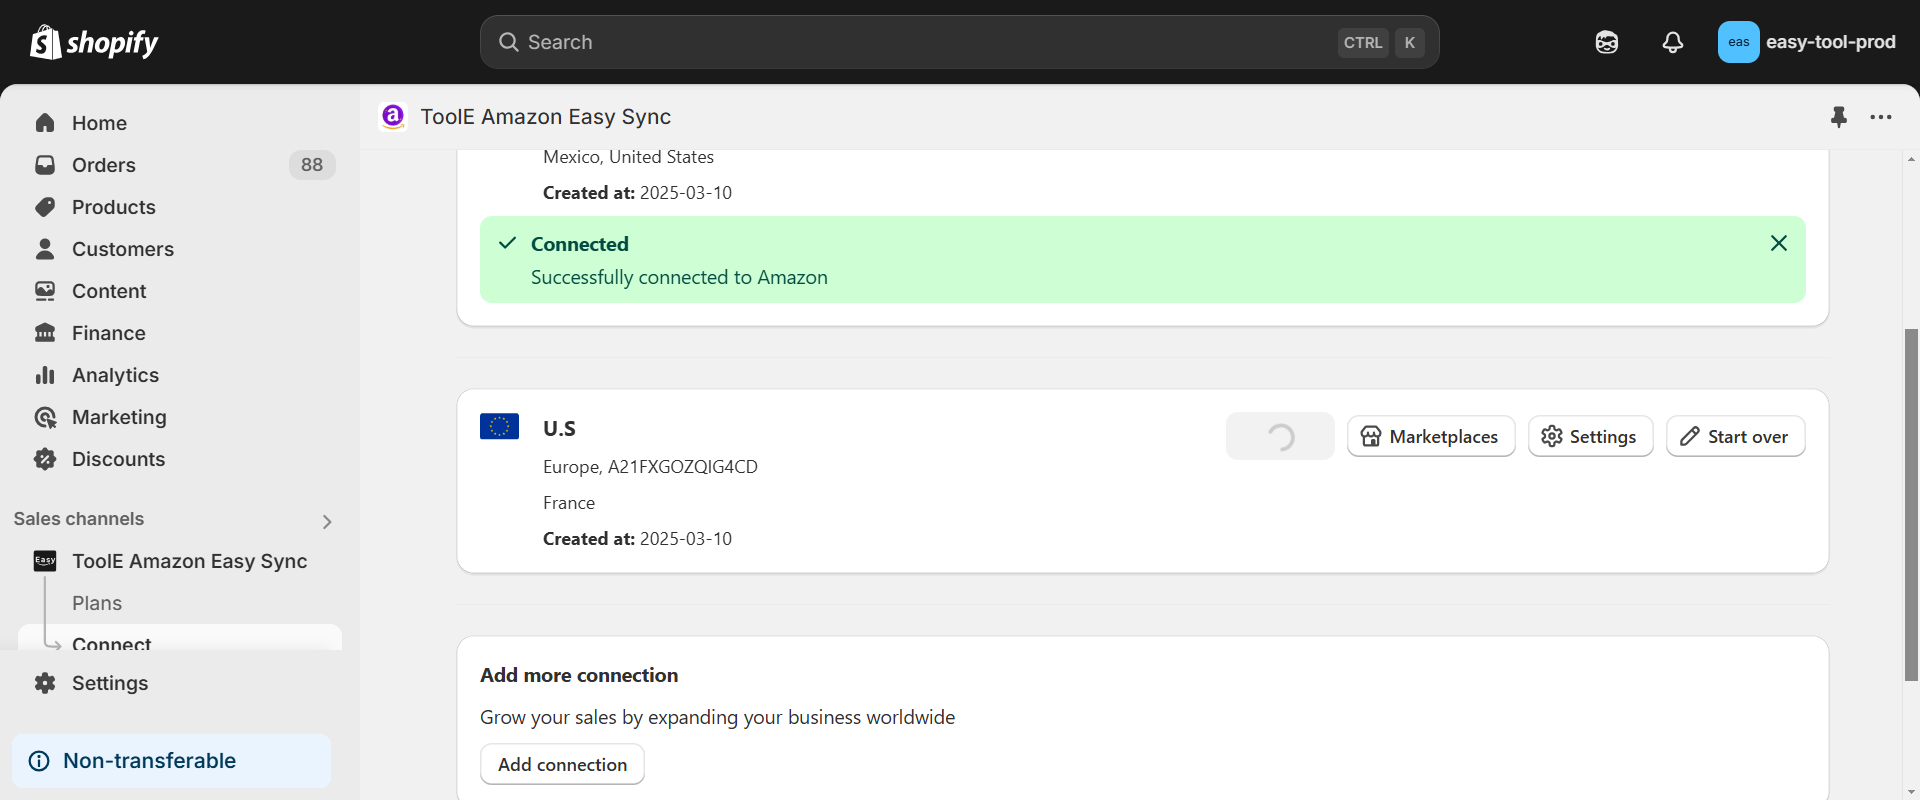 shopify
Search
CTRL K
eas
easy-tool-prod
Home
Orders 88
Products
Customers
Content
Finance
Analytics
Marketing
Discounts
Sales channels
Easy
ToolE Amazon Easy Sync
Plans
Connect
Settings
Non-transferable
a
ToolE Amazon Easy Sync
Mexico, United States
Created at: 2025-03-10
Connected
Successfully connected to Amazon
U.S
Marketplaces
Settings
Start over
Europe, A21FXGOZQIG4CD
France
Created at: 2025-03-10
Add more connection
Grow your sales by expanding your business worldwide
Add connection